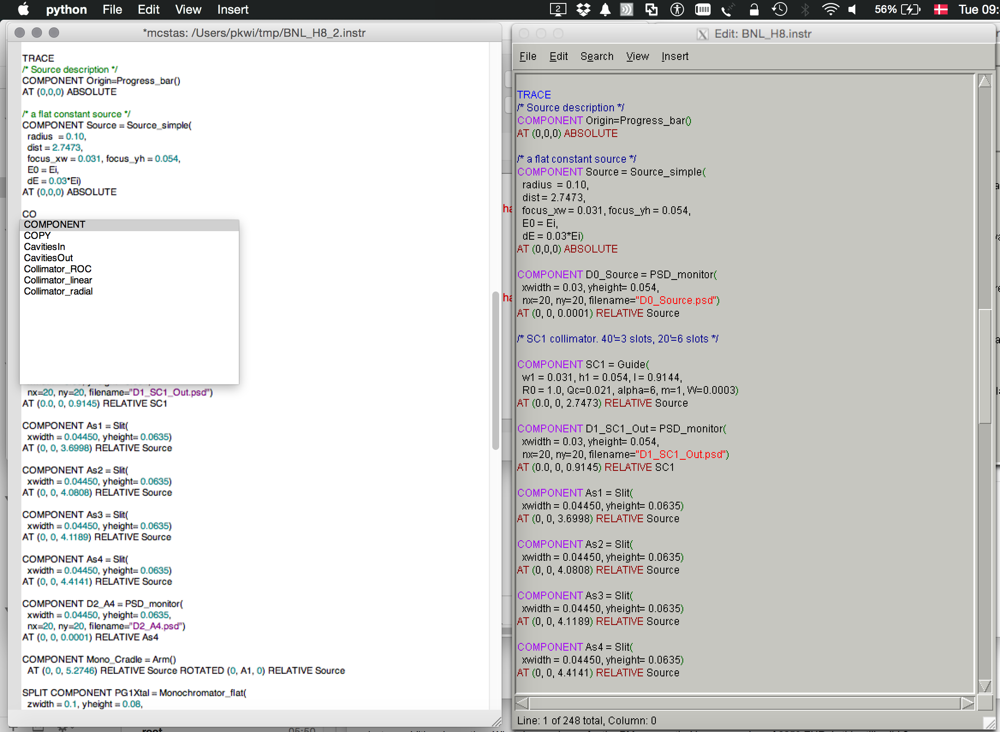 python File Edit View Insert 2 56% Tue 09:
*mcstas: /Users/pkwi/tmp/BNL_H8_2.instr
TRACE
/* Source description */
COMPONENT Origin=Progress_bar()
AT (0,0,0) ABSOLUTE
/* a flat constant source */
COMPONENT Source = Source_simple(
radius = 0.10,
dist = 2.7473,
focus_xw = 0.031, focus_yh = 0.054,
E0 = Ei,
dE = 0.03*Ei)
AT (0,0,0) ABSOLUTE
CO
COMPONENT
COPY
CavitiesIn
CavitiesOut
Collimator_ROC
Collimator_linear
Collimator_radial
nx=20, ny=20, filename="D1_SC1_Out.psd")
AT (0.0, 0, 0.9145) RELATIVE SC1
COMPONENT As1 = Slit(
xwidth = 0.04450, yheight= 0.0635)
AT (0, 0, 3.6998) RELATIVE Source
COMPONENT As2 = Slit(
xwidth = 0.04450, yheight= 0.0635)
AT (0, 0, 4.0808) RELATIVE Source
COMPONENT As3 = Slit(
xwidth = 0.04450, yheight= 0.0635)
AT (0, 0, 4.1189) RELATIVE Source
COMPONENT As4 = Slit(
xwidth = 0.04450, yheight= 0.0635)
AT (0, 0, 4.4141) RELATIVE Source
COMPONENT D2_A4 = PSD_monitor(
xwidth = 0.04450, yheight= 0.0635,
nx=20, ny=20, filename="D2_A4.psd")
AT (0, 0, 0.0001) RELATIVE As4
COMPONENT Mono_Cradle = Arm()
AT (0, 0, 5.2746) RELATIVE Source ROTATED (0, A1, 0) RELATIVE Source
SPLIT COMPONENT PG1Xtal = Monochromator_flat(
zwidth = 0.1, yheight = 0.08,
ha
ha
Edit: BNL_H8.instr
File Edit Search View Insert
TRACE
/* Source description */
COMPONENT Origin=Progress_bar()
AT (0,0,0) ABSOLUTE
/* a flat constant source */
COMPONENT Source = Source_simple(
radius = 0.10,
dist = 2.7473,
focus_xw = 0.031, focus_yh = 0.054,
E0 = Ei,
dE = 0.03*Ei)
AT (0,0,0) ABSOLUTE
COMPONENT D0_Source = PSD_monitor(
xwidth = 0.03, yheight= 0.054,
nx=20, ny=20, filename="D0_Source.psd")
AT (0, 0, 0.0001) RELATIVE Source
/* SC1 collimator. 40'=3 slots, 20'=6 slots */
COMPONENT SC1 = Guide(
w1 = 0.031, h1 = 0.054, l = 0.9144,
R0 = 1.0, Qc=0.021, alpha=6, m=1, W=0.0003)
AT (0.0, 0, 2.7473) RELATIVE Source
COMPONENT D1_SC1_Out = PSD_monitor(
xwidth = 0.03, yheight= 0.054,
nx=20, ny=20, filename="D1_SC1_Out.psd")
AT (0.0, 0, 0.9145) RELATIVE SC1
COMPONENT As1 = Slit(
xwidth = 0.04450, yheight= 0.0635)
AT (0, 0, 3.6998) RELATIVE Source
COMPONENT As2 = Slit(
xwidth = 0.04450, yheight= 0.0635)
AT (0, 0, 4.0808) RELATIVE Source
COMPONENT As3 = Slit(
xwidth = 0.04450, yheight= 0.0635)
AT (0, 0, 4.1189) RELATIVE Source
COMPONENT As4 = Slit(
xwidth = 0.04450, yheight= 0.0635)
AT (0, 0, 4.4141) RELATIVE Source
Line: 1 of 248 total, Column: 0